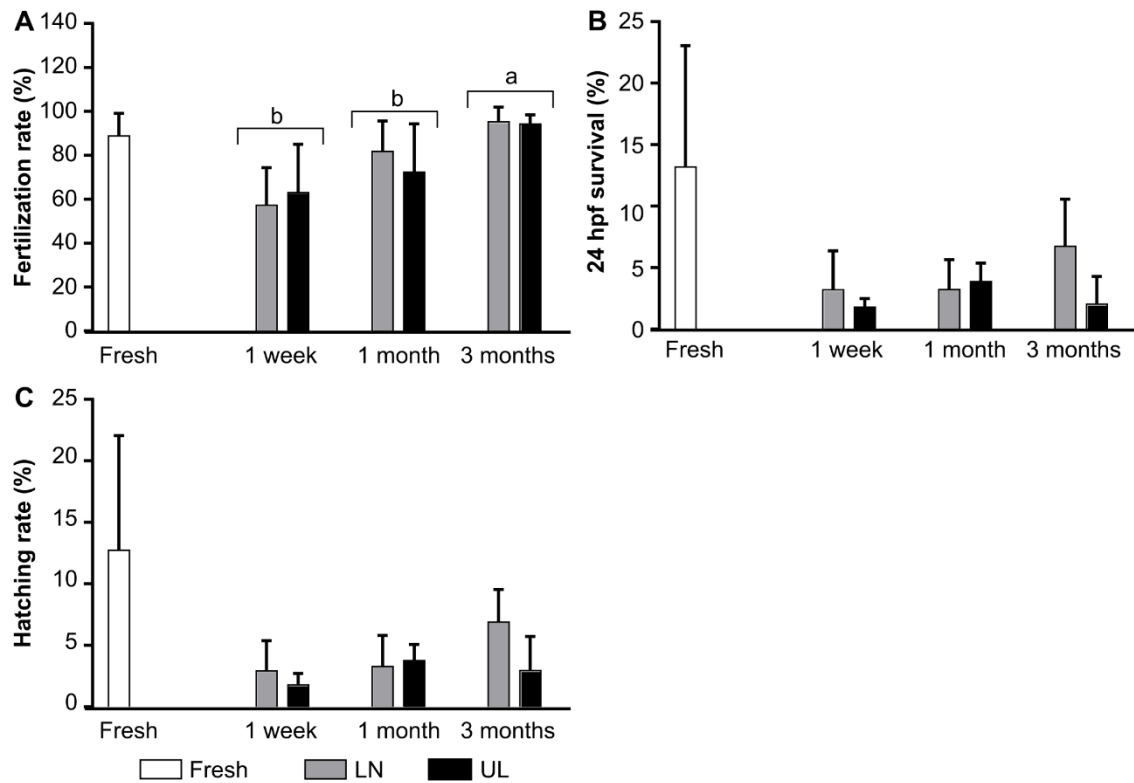 A
Fertilization rate (%)
140
120
100
80
60
40
20
0
b
b
a
Fresh
1 week
1 month
3 months
B
24 hpf survival (%)
25
20
15
10
5
0
Fresh
1 week
1 month
3 months
C
Hatching rate (%)
25
20
15
10
5
0
Fresh
1 week
1 month
3 months
Fresh
LN
UL